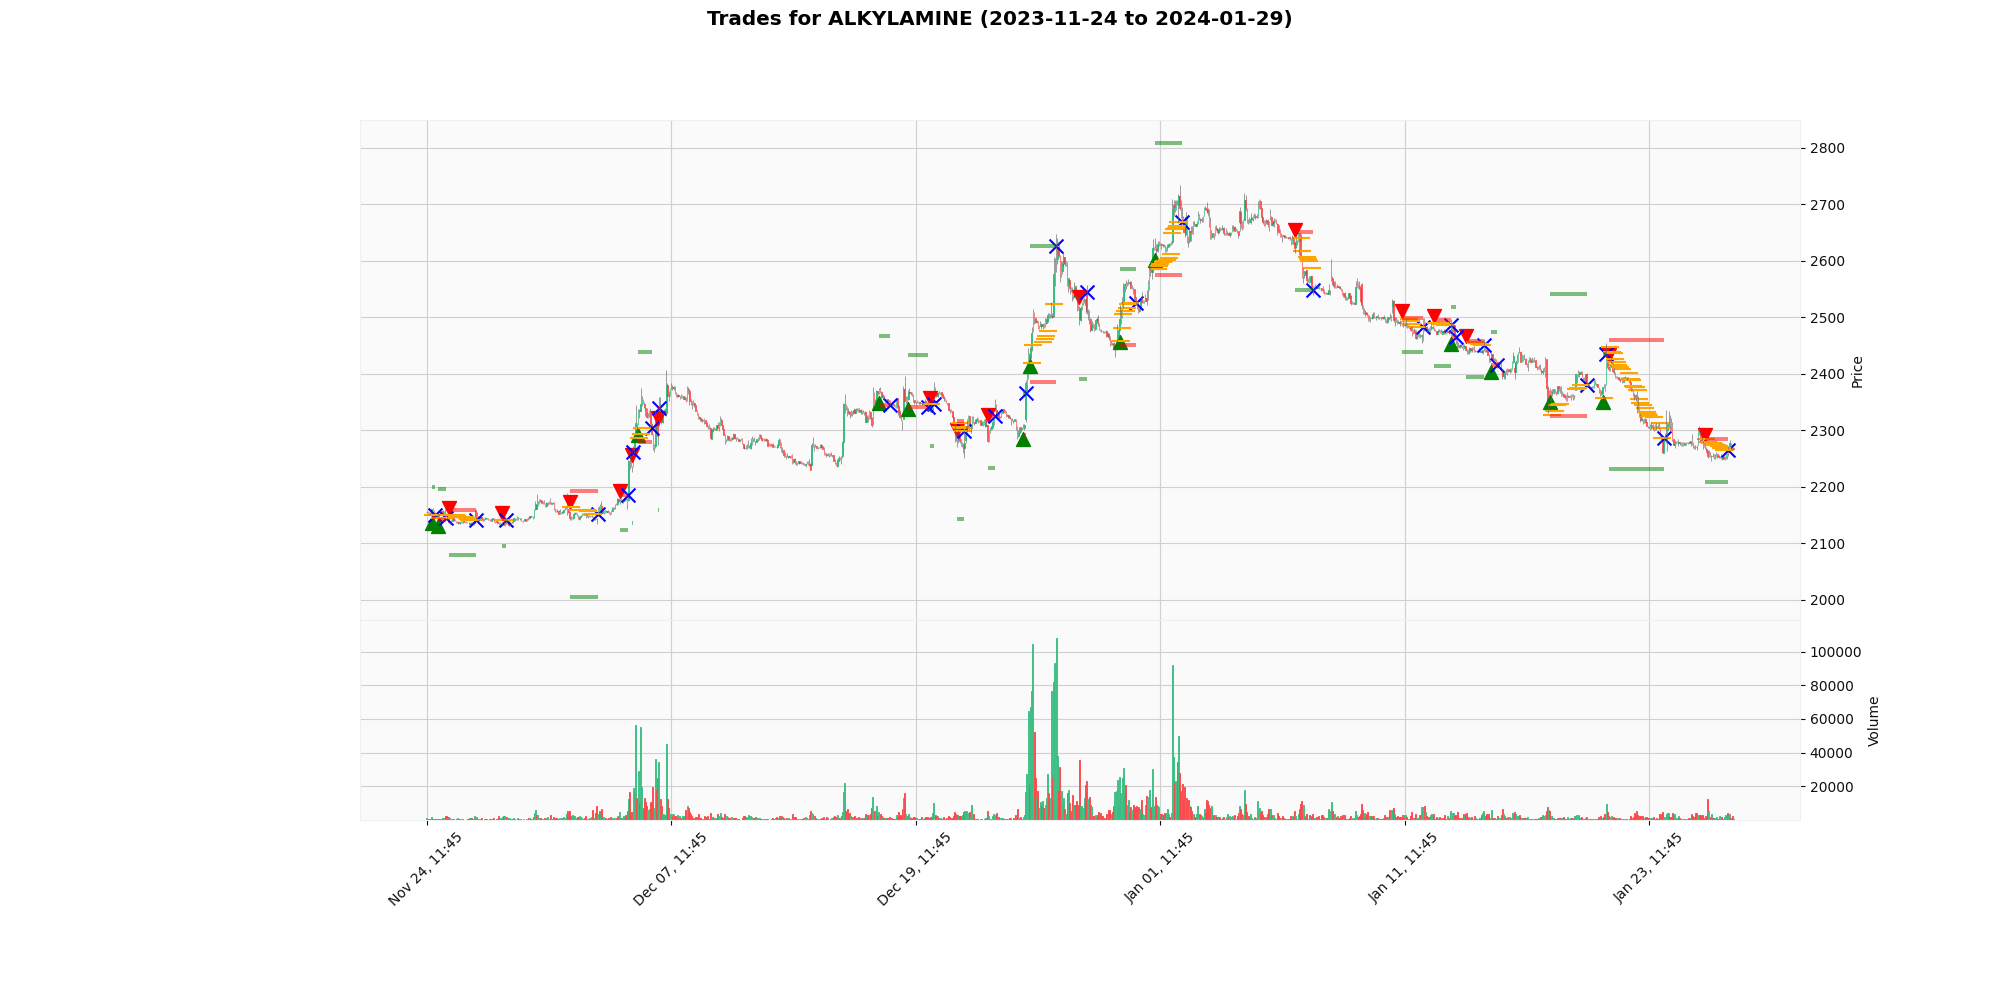 Trades for ALKYLAMINE (2023-11-24 to 2024-01-29)
2800
2700
2600
2500
2400
2300
2200
2100
2000
Price
100000
80000
60000
40000
20000
Volume
Nov 24, 11:45
Dec 07, 11:45
Dec 19, 11:45
Jan 01, 11:45
Jan 11, 11:45
Jan 23, 11:45